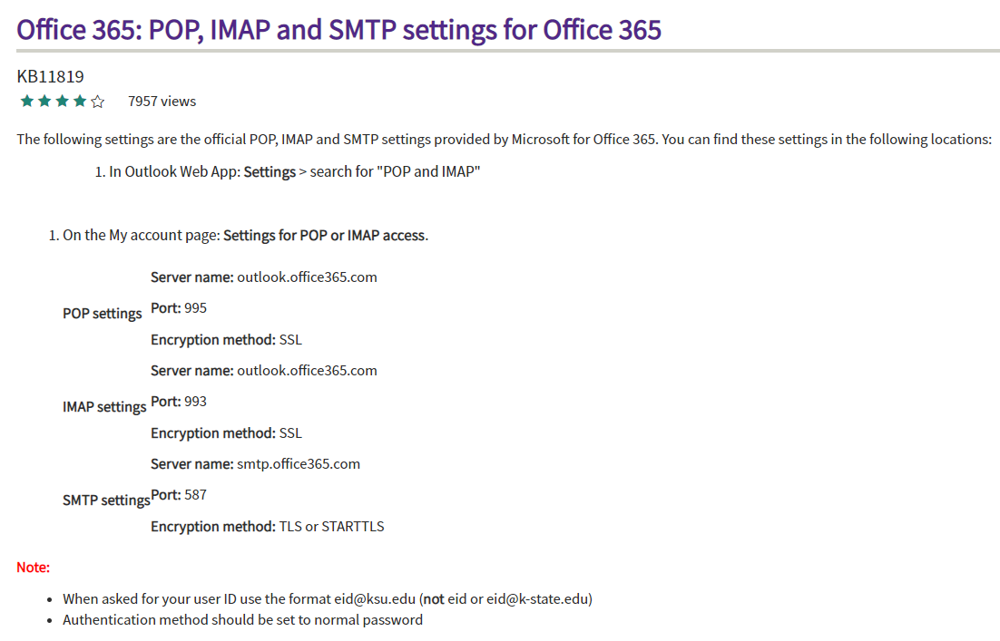 Office 365: POP, IMAP and SMTP settings for Office 365
KB11819
7957 views
The following settings are the official POP, IMAP and SMTP settings provided by Microsoft for Office 365. You can find these settings in the following locations:
1. In Outlook Web App: Settings > search for "POP and IMAP"
1. On the My account page: Settings for POP or IMAP access.
POP settings
Server name: outlook.office365.com
Port: 995
Encryption method: SSL
IMAP settings
Server name: outlook.office365.com
Port: 993
Encryption method: SSL
SMTP settings
Server name: smtp.office365.com
Port: 587
Encryption method: TLS or STARTTLS
Note:
• When asked for your user ID use the format eid@ksu.edu (not eid or eid@k-state.edu)
• Authentication method should be set to normal password